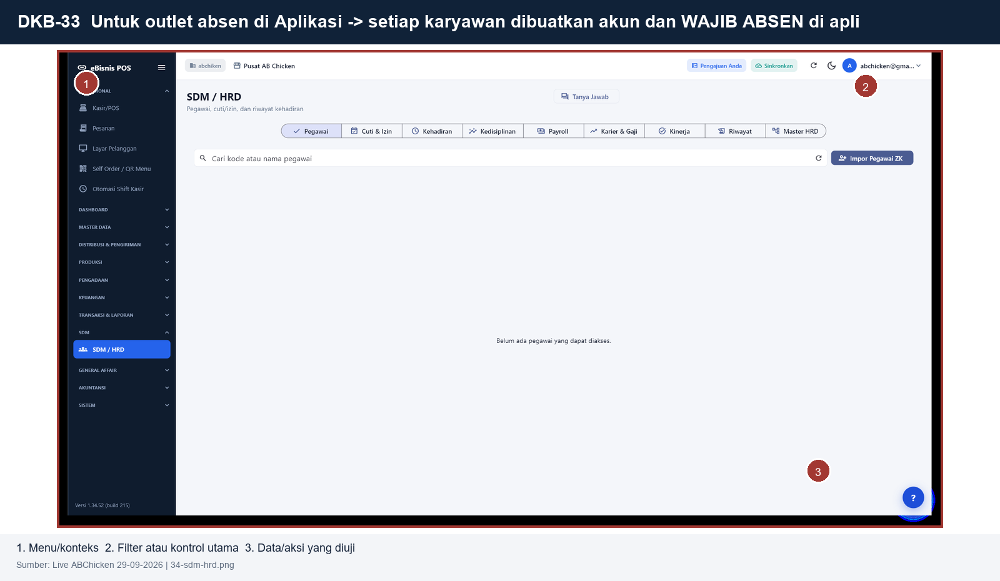 DKB-33  Untuk outlet absen di Aplikasi -> setiap karyawan dibuatkan akun dan WAJIB ABSEN di apli
eBisnis POS
abchiken
Pusat AB Chicken
Pengajuan Anda
Sinkronkan
A
abchicken@gma...
1
2
IONAL
Kasir/POS
Pesanan
Layar Pelanggan
Self Order / QR Menu
Otomasi Shift Kasir
DASHBOARD
MASTER DATA
DISTRIBUSI & PENGIRIMAN
PRODUKSI
PENGADAAN
KEUANGAN
TRANSAKSI & LAPORAN
SDM
SDM / HRD
GENERAL AFFAIR
AKUNTANSI
SISTEM
Versi 1.34.52 (build 215)
SDM / HRD
Pegawai, cuti/izin, dan riwayat kehadiran
Tanya Jawab
Pegawai
Cuti & Izin
Kehadiran
Kedisiplinan
Payroll
Karier & Gaji
Kinerja
Riwayat
Master HRD
Cari kode atau nama pegawai
Impor Pegawai ZK
Belum ada pegawai yang dapat diakses.
3
?
1. Menu/konteks  2. Filter atau kontrol utama  3. Data/aksi yang diuji
Sumber: Live ABChicken 29-09-2026 | 34-sdm-hrd.png